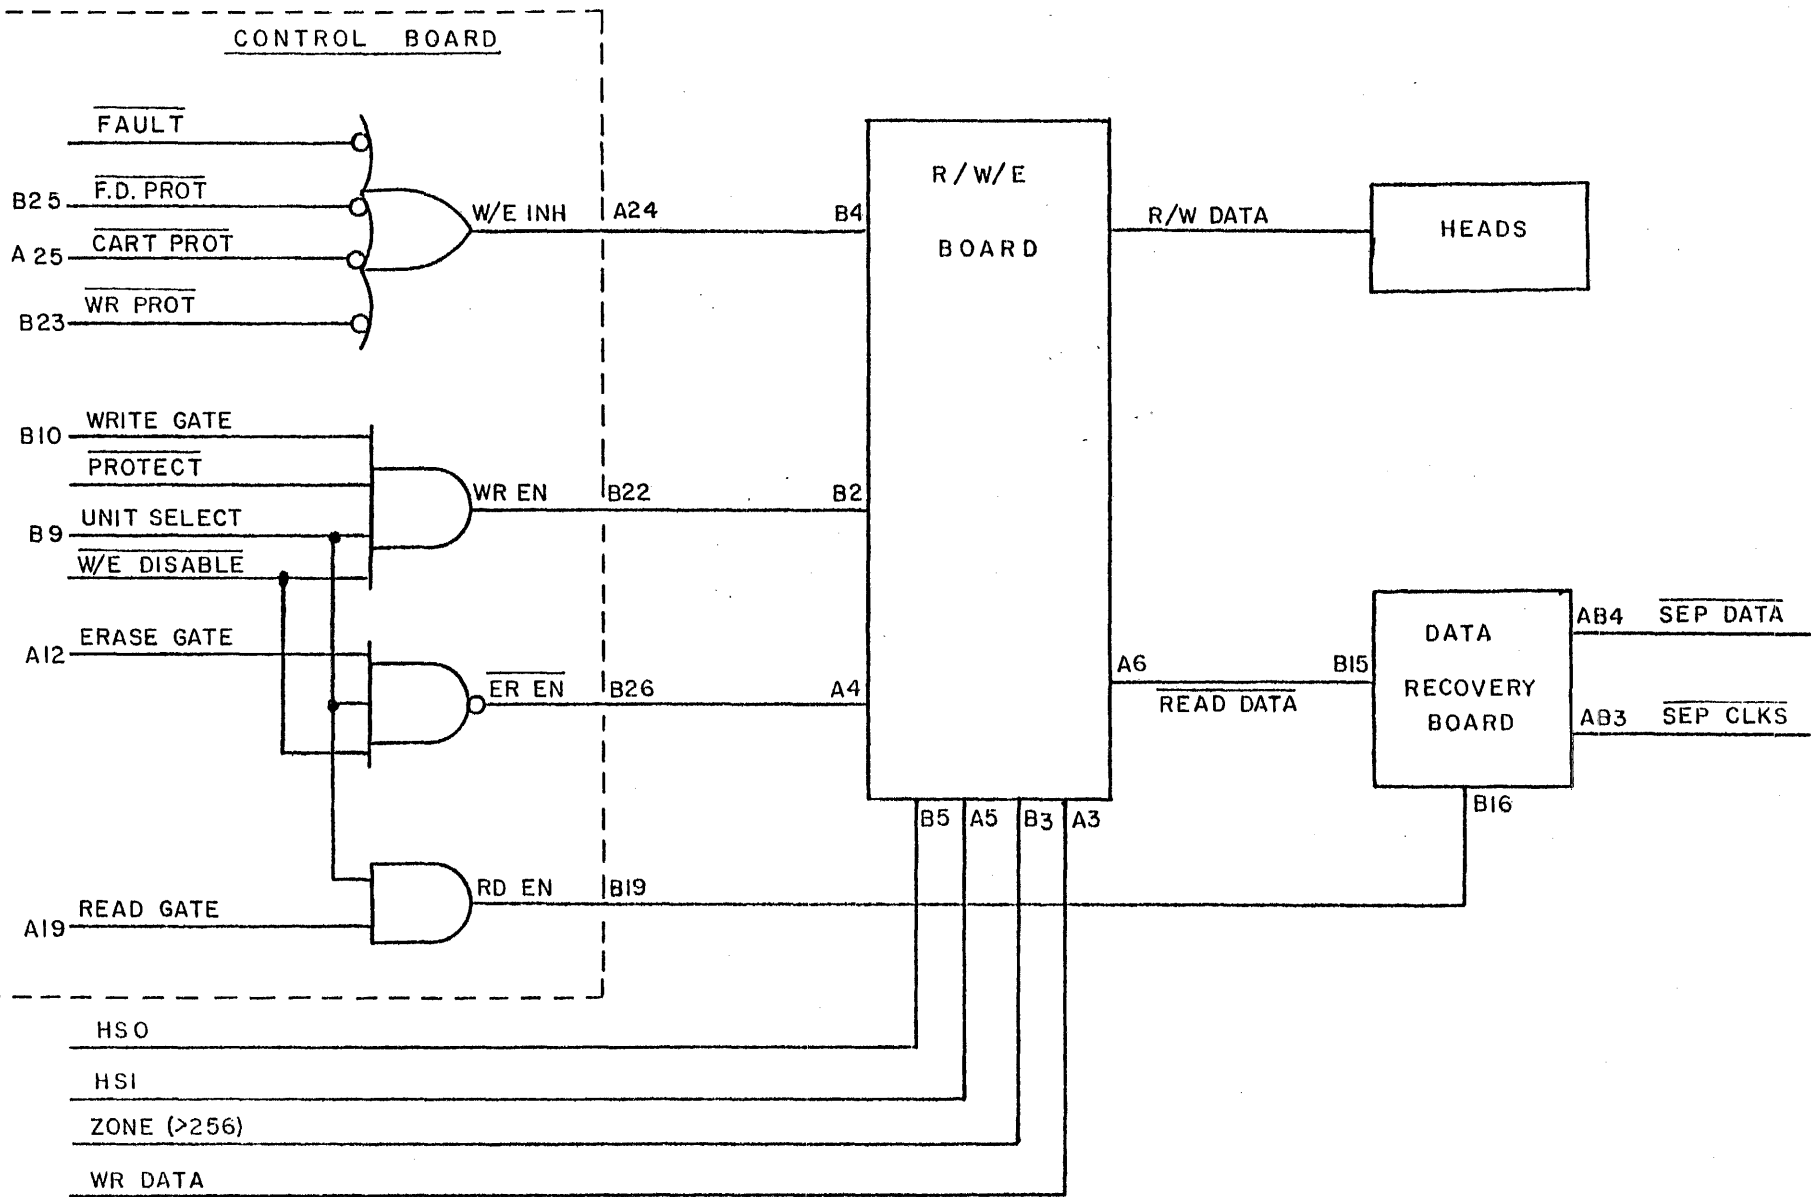 CONTROL BOARD
FAULT
B25 F.D. PROT
A 25 CART PROT
B23 WR PROT
W/E INH A24 B4
R/W/E
BOARD
R/W DATA
HEADS
B10 WRITE GATE
PROTECT
B9 UNIT SELECT
W/E DISABLE
WR EN B22 B2
A12 ERASE GATE
ER EN B26 A4
A6 READ DATA B15
DATA
RECOVERY
BOARD
AB4 SEP DATA
AB3 SEP CLKS
B16
B5 A5 B3 A3
A19 READ GATE
RD EN B19
HS0
HS1
ZONE (>256)
WR DATA